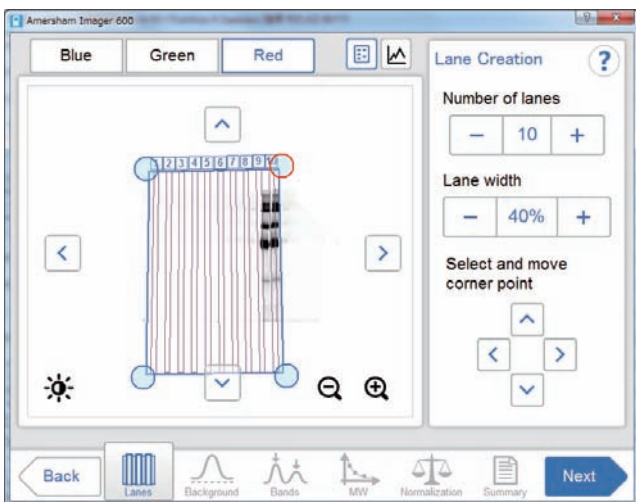 Amersham Imager 600
Blue Green Red
Lane Creation ?
Number of lanes
− 10 +
Lane width
− 40% +
Select and move
corner point
1 2 3 4 5 6 7 8 9 10
Back
Lanes Background Bands MW Normalization Summary
Next